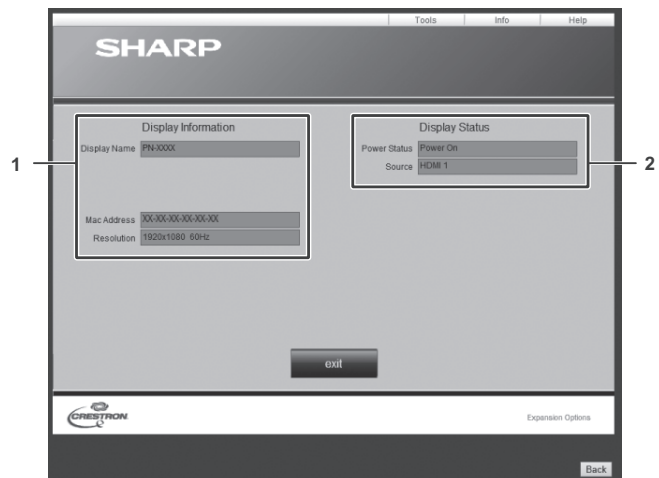 Tools Info Help
SHARP
Display Information
Display Status
Display Name PN-XXXX
Power Status Power On
1
2
Source HDMI 1
Mac Address XX-XX-XX-XX-XX-XX
Resolution 1920x1080 60Hz
exit
CRESTRON
Expansion Options
Back